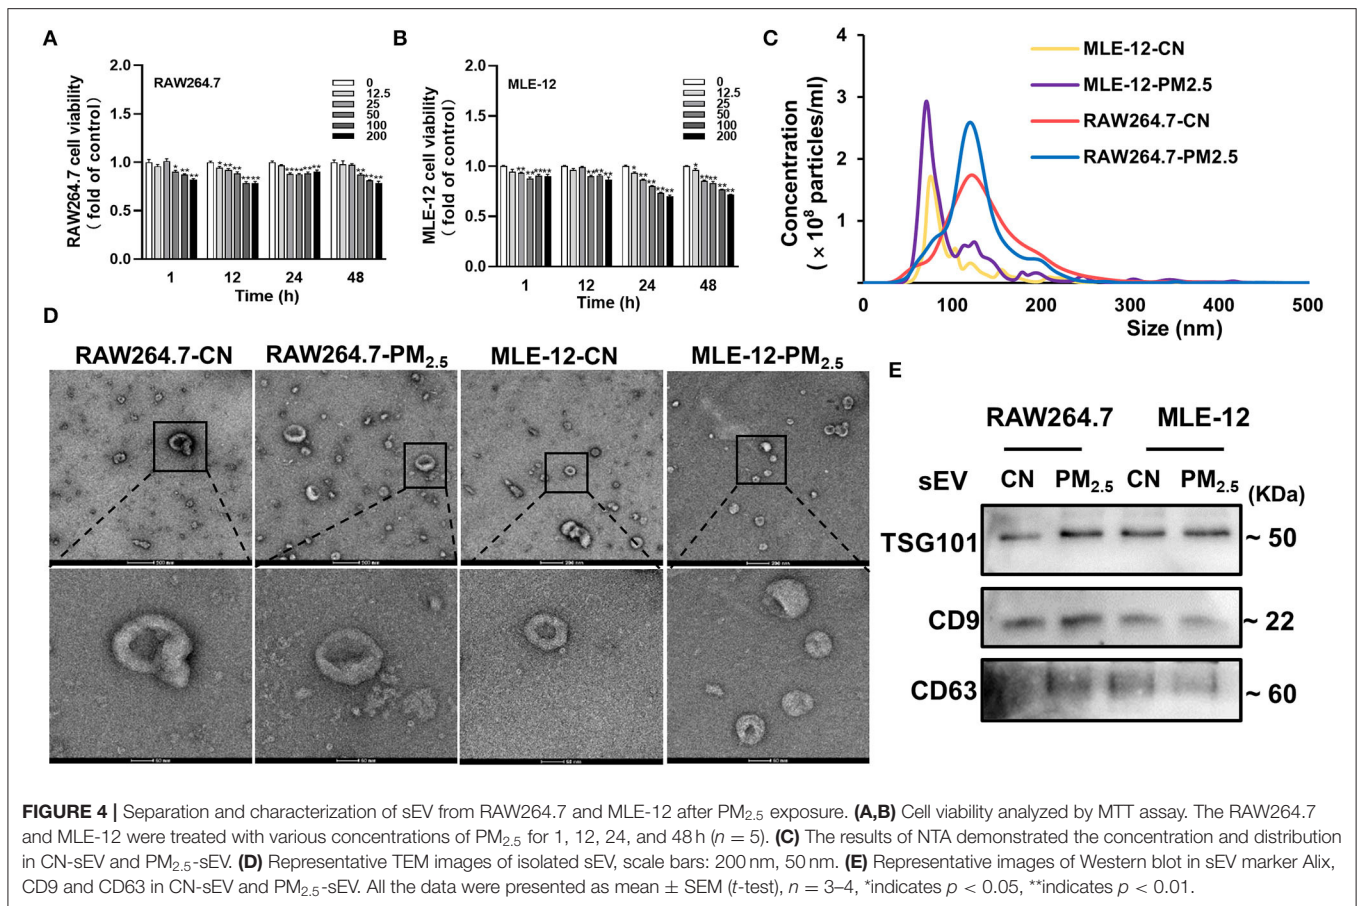 A
RAW264.7 cell viability
( fold of control)
2.0
1.5
1.0
0.5
0.0
RAW264.7
0
12.5
25
50
100
200
* ** **
* ** ** **
** **
** ** ** **
** ** **
1 12 24 48
Time (h)
B
MLE-12 cell viability
( fold of control)
2.0
1.5
1.0
0.5
0.0
MLE-12
0
12.5
25
50
100
200
1 12 24 48
Time (h)
C
Concentration
( × 10⁸ particles/ml)
4
3
2
1
0 100 200 300 400 500
Size (nm)
MLE-12-CN
MLE-12-PM2.5
RAW264.7-CN
RAW264.7-PM2.5
D
RAW264.7-CN RAW264.7-PM2.5 MLE-12-CN MLE-12-PM2.5
50 nm
E
RAW264.7 MLE-12
sEV CN PM2.5 CN PM2.5 (KDa)
TSG101 ~ 50
CD9 ~ 22
CD63 ~ 60
FIGURE 4 | Separation and characterization of sEV from RAW264.7 and MLE-12 after PM2.5 exposure. (A,B) Cell viability analyzed by MTT assay. The RAW264.7
and MLE-12 were treated with various concentrations of PM2.5 for 1, 12, 24, and 48 h (n = 5). (C) The results of NTA demonstrated the concentration and distribution
in CN-sEV and PM2.5-sEV. (D) Representative TEM images of isolated sEV, scale bars: 200 nm, 50 nm. (E) Representative images of Western blot in sEV marker Alix,
CD9 and CD63 in CN-sEV and PM2.5-sEV. All the data were presented as mean ± SEM (t-test), n = 3–4, *indicates p < 0.05, **indicates p < 0.01.